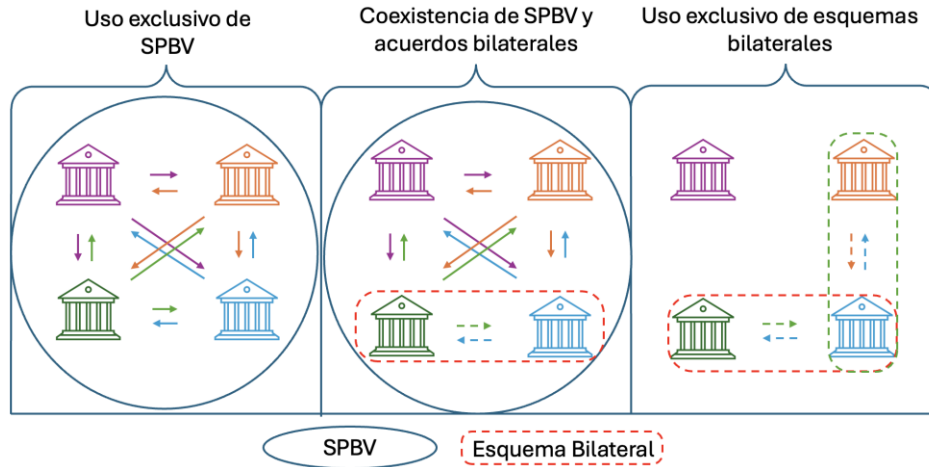 Uso exclusivo de
SPBV
Coexistencia de SPBV y
acuerdos bilaterales
Uso exclusivo de esquemas
bilaterales
SPBV
Esquema Bilateral